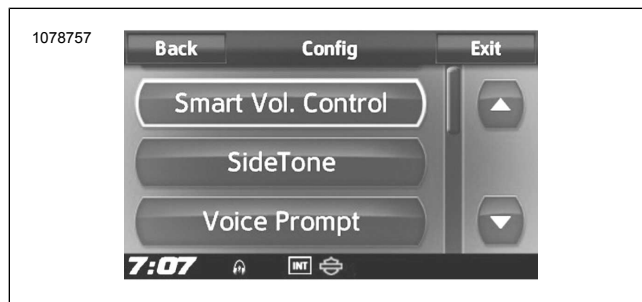 1078757
Back Config Exit
Smart Vol. Control
SideTone
Voice Prompt
7:07 INT